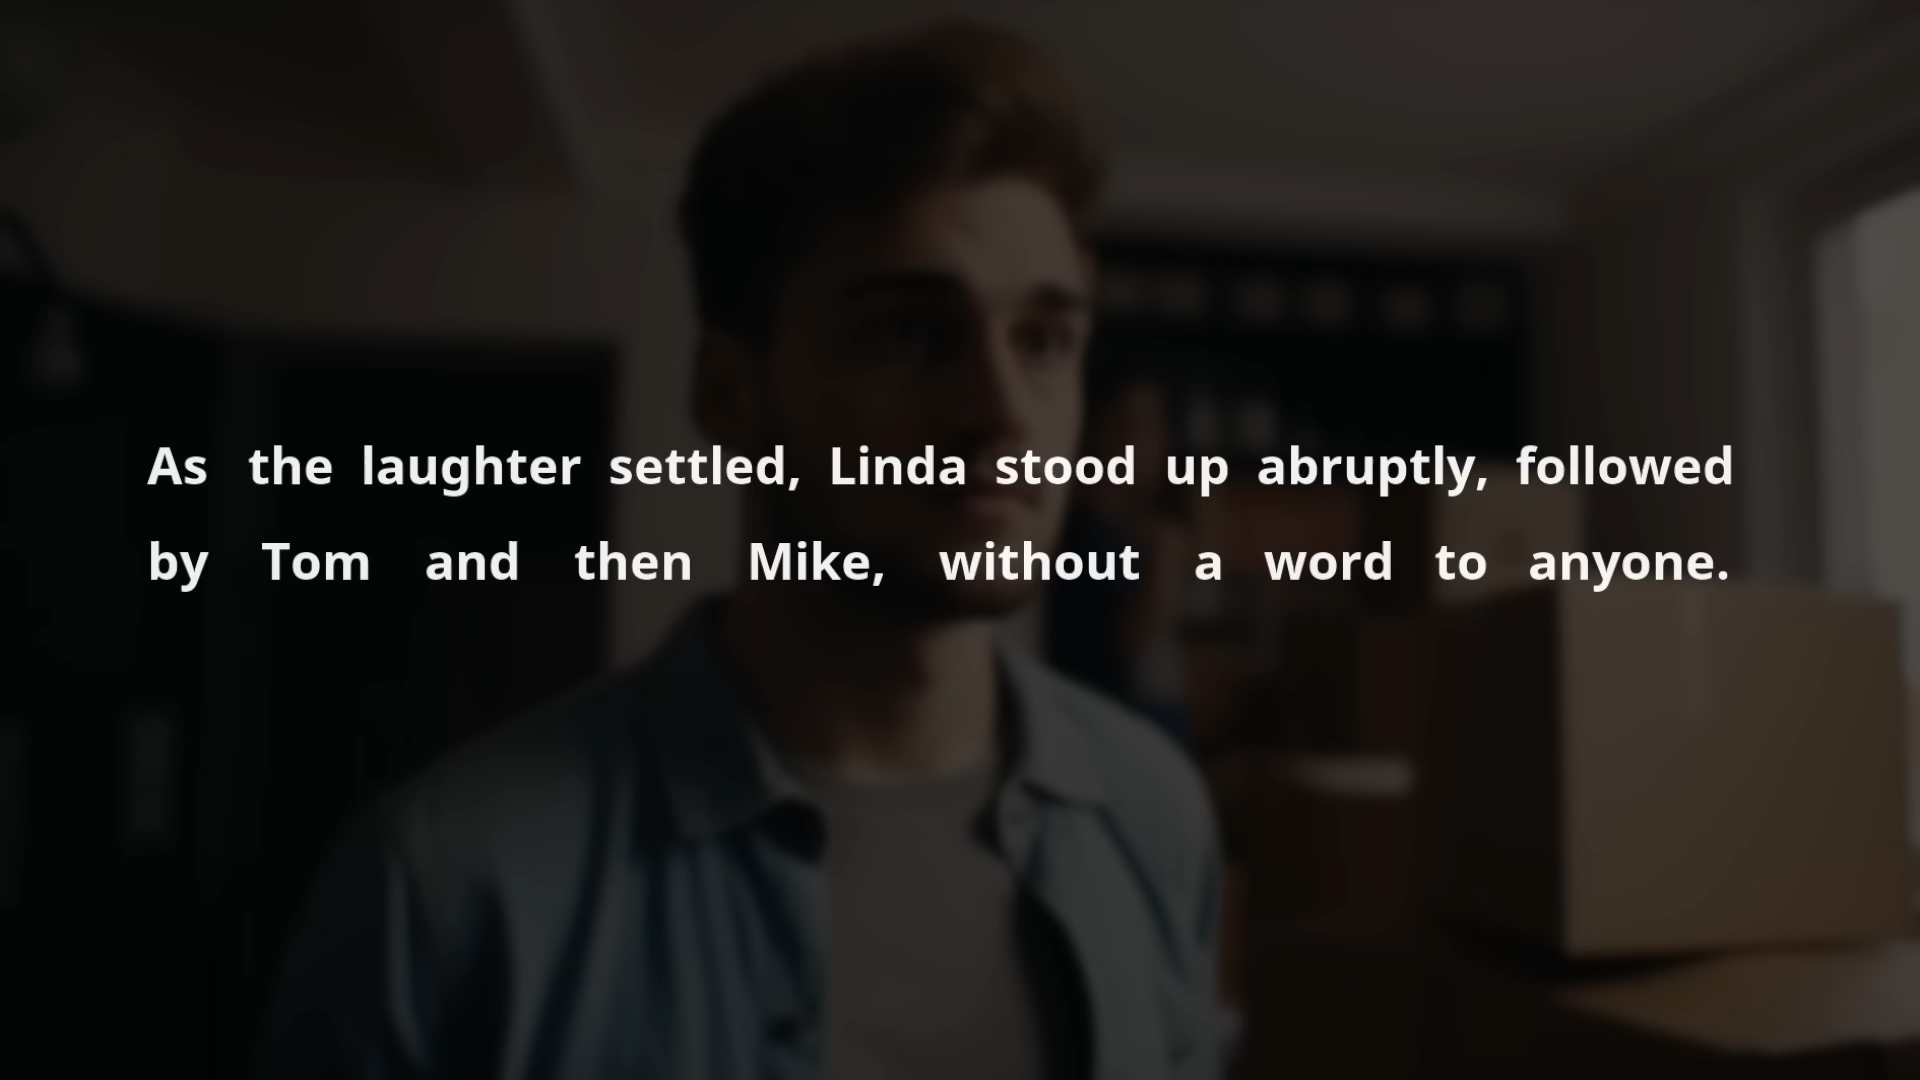 As the laughter settled, Linda stood up abruptly, followed
by Tom and then Mike, without a word to anyone.